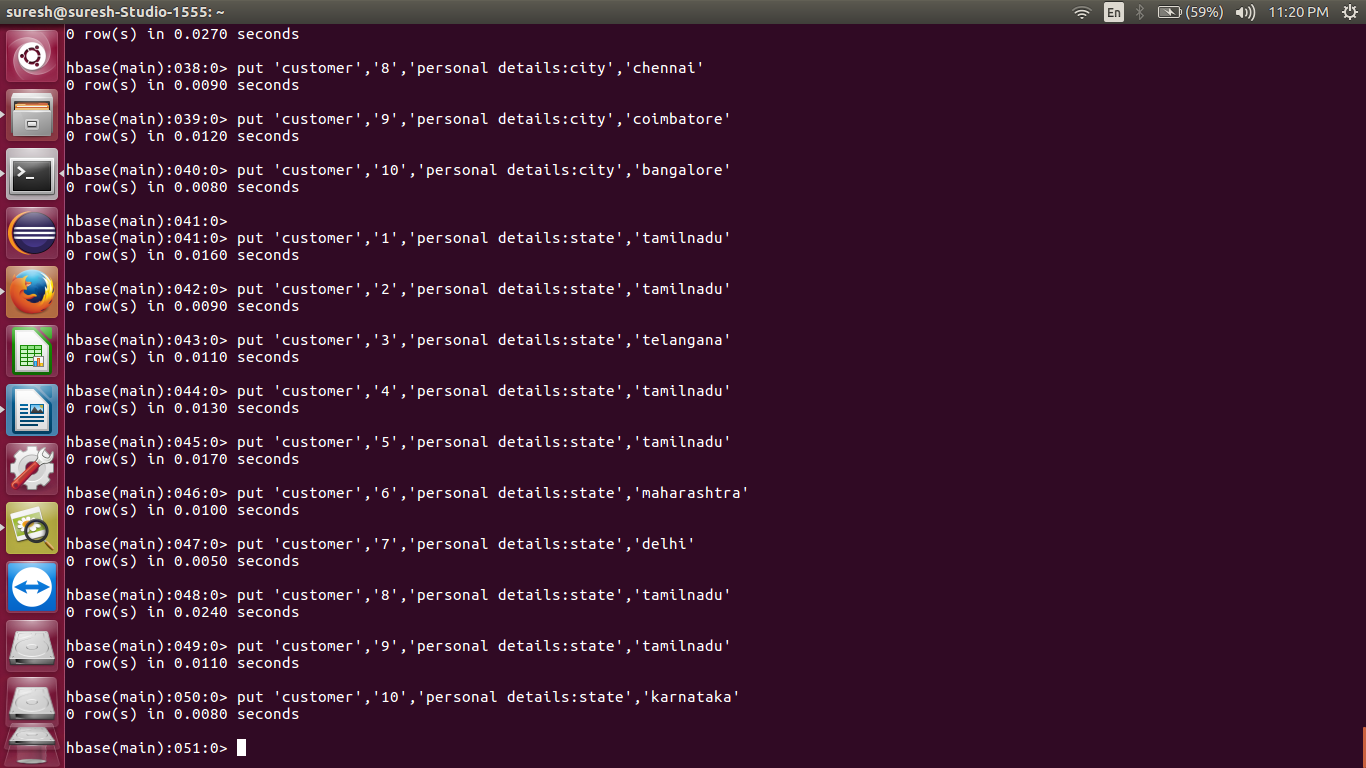 suresh@suresh-Studio-1555: ~
En
(59%)
11:20 PM
0 row(s) in 0.0270 seconds
hbase(main):038:0> put 'customer','8','personal details:city','chennai'
0 row(s) in 0.0090 seconds
hbase(main):039:0> put 'customer','9','personal details:city','coimbatore'
0 row(s) in 0.0120 seconds
hbase(main):040:0> put 'customer','10','personal details:city','bangalore'
0 row(s) in 0.0080 seconds
hbase(main):041:0>
hbase(main):041:0> put 'customer','1','personal details:state','tamilnadu'
0 row(s) in 0.0160 seconds
hbase(main):042:0> put 'customer','2','personal details:state','tamilnadu'
0 row(s) in 0.0090 seconds
hbase(main):043:0> put 'customer','3','personal details:state','telangana'
0 row(s) in 0.0110 seconds
hbase(main):044:0> put 'customer','4','personal details:state','tamilnadu'
0 row(s) in 0.0130 seconds
hbase(main):045:0> put 'customer','5','personal details:state','tamilnadu'
0 row(s) in 0.0170 seconds
hbase(main):046:0> put 'customer','6','personal details:state','maharashtra'
0 row(s) in 0.0100 seconds
hbase(main):047:0> put 'customer','7','personal details:state','delhi'
0 row(s) in 0.0050 seconds
hbase(main):048:0> put 'customer','8','personal details:state','tamilnadu'
0 row(s) in 0.0240 seconds
hbase(main):049:0> put 'customer','9','personal details:state','tamilnadu'
0 row(s) in 0.0110 seconds
hbase(main):050:0> put 'customer','10','personal details:state','karnataka'
0 row(s) in 0.0080 seconds
hbase(main):051:0>